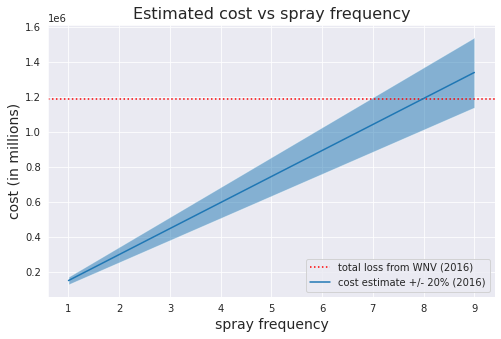 Estimated cost vs spray frequency
1e6
1.6
1.4
1.2
1.0
0.8
0.6
0.4
0.2
cost (in millions)
total loss from WNV (2016)
cost estimate +/- 20% (2016)
1 2 3 4 5 6 7 8 9
spray frequency